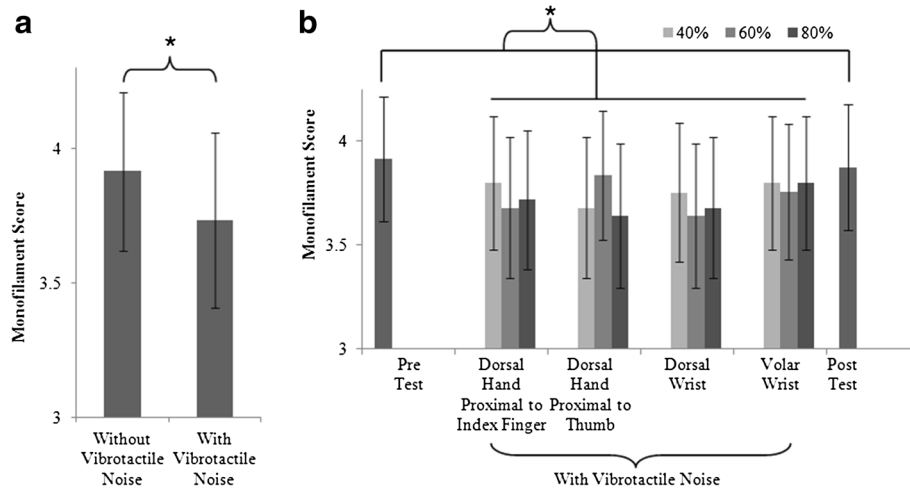 a
*
Monofilament Score
4
3.5
3
Without
Vibrotactile
Noise
With
Vibrotactile
Noise
b
*
40% 60% 80%
Monofilament Score
4
3.5
3
Pre
Test
Dorsal
Hand
Proximal to
Index Finger
Dorsal
Hand
Proximal to
Thumb
Dorsal
Wrist
Volar
Wrist
Post
Test
With Vibrotactile Noise